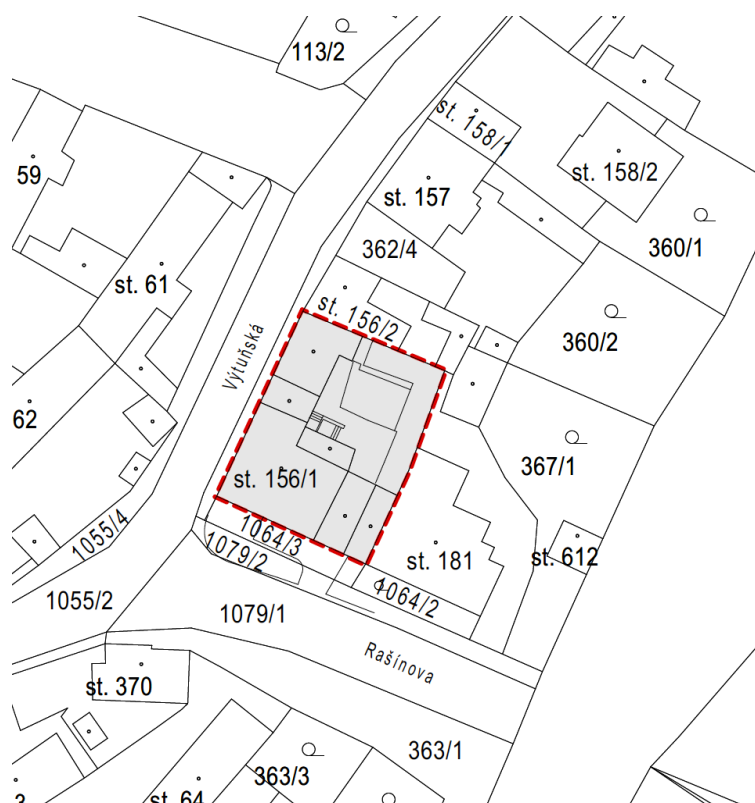 113/2
st. 158/1
59
st. 158/2
st. 157
360/1
362/4
st. 61
st. 156/2
360/2
Výtuňská
62
367/1
st. 156/1
1055/4
1064/3
1079/2
st. 181
st. 612
1064/2
1055/2
1079/1
Rašínova
st. 370
363/1
363/3
st. 64
3